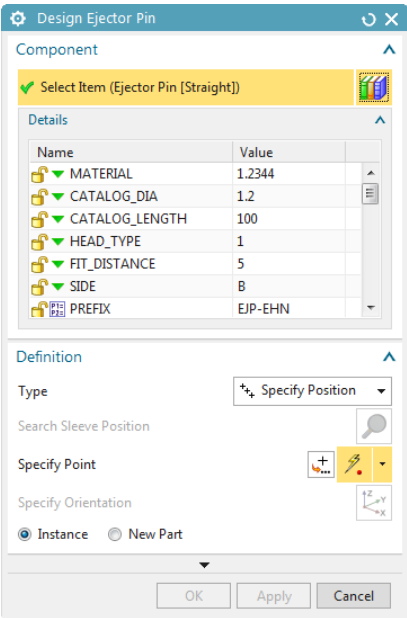 Design Ejector Pin
Component
Select Item (Ejector Pin [Straight])
Details
Name Value
MATERIAL 1.2344
CATALOG_DIA 1.2
CATALOG_LENGTH 100
HEAD_TYPE 1
FIT_DISTANCE 5
SIDE B
P1=
P2= PREFIX EJP-EHN
Definition
Type Specify Position
Search Sleeve Position
Specify Point
Specify Orientation
Z
Y
X
Instance New Part
OK Apply Cancel